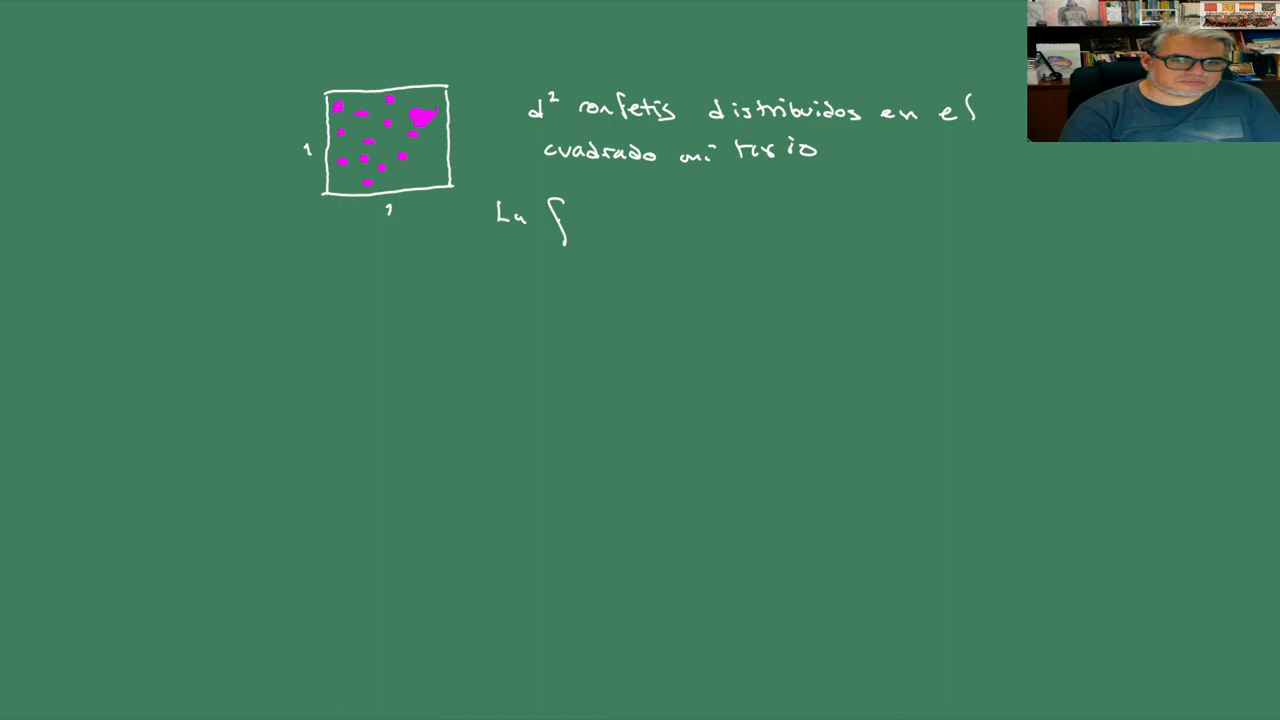 d² confetis distribuidos en el
1
cuadrado unitario
1
La f